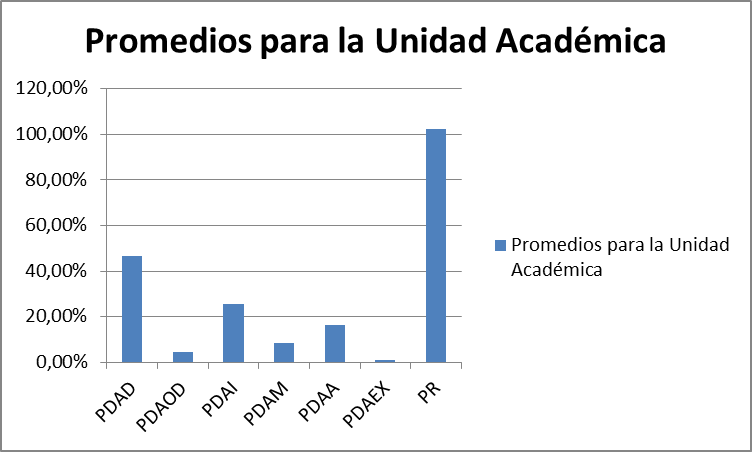 Promedios para la Unidad Académica
120,00%
100,00%
80,00%
60,00%
40,00%
20,00%
0,00%
PDAD
PDAOD
PDAI
PDAM
PDAA
PDAEX
PR
Promedios para la Unidad
Académica